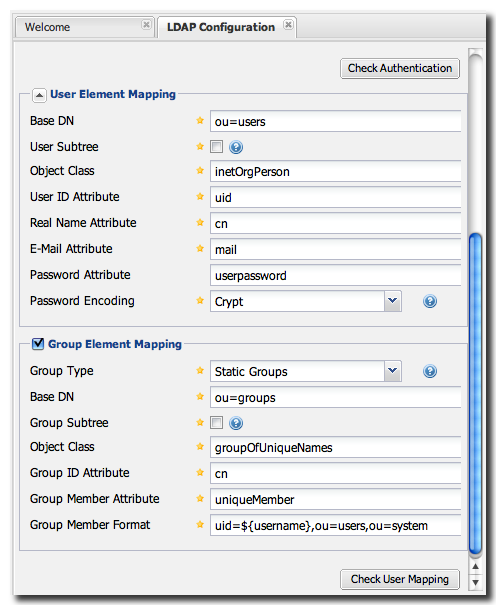 Welcome
LDAP Configuration
Check Authentication
User Element Mapping
Base DN ou=users
User Subtree
Object Class inetOrgPerson
User ID Attribute uid
Real Name Attribute cn
E-Mail Attribute mail
Password Attribute userpassword
Password Encoding Crypt
Group Element Mapping
Group Type Static Groups
Base DN ou=groups
Group Subtree
Object Class groupOfUniqueNames
Group ID Attribute cn
Group Member Attribute uniqueMember
Group Member Format uid=${username},ou=users,ou=system
Check User Mapping